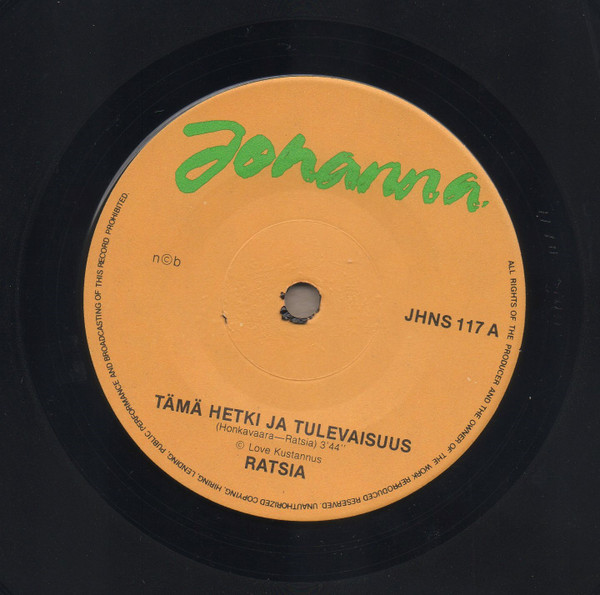 Johanna.
n©b
JHNS 117 A
TÄMÄ HETKI JA TULEVAISUUS
(Honkavaara—Ratsia) 3'44"
© Love Kustannus
RATSIA
ALL RIGHTS OF THE PRODUCER AND THE OWNER OF THE WORK REPRODUCED RESERVED. UNAUTHORIZED COPYING, HIRING, LENDING, PUBLIC PERFORMANCE AND BROADCASTING OF THIS RECORD PROHIBITED.